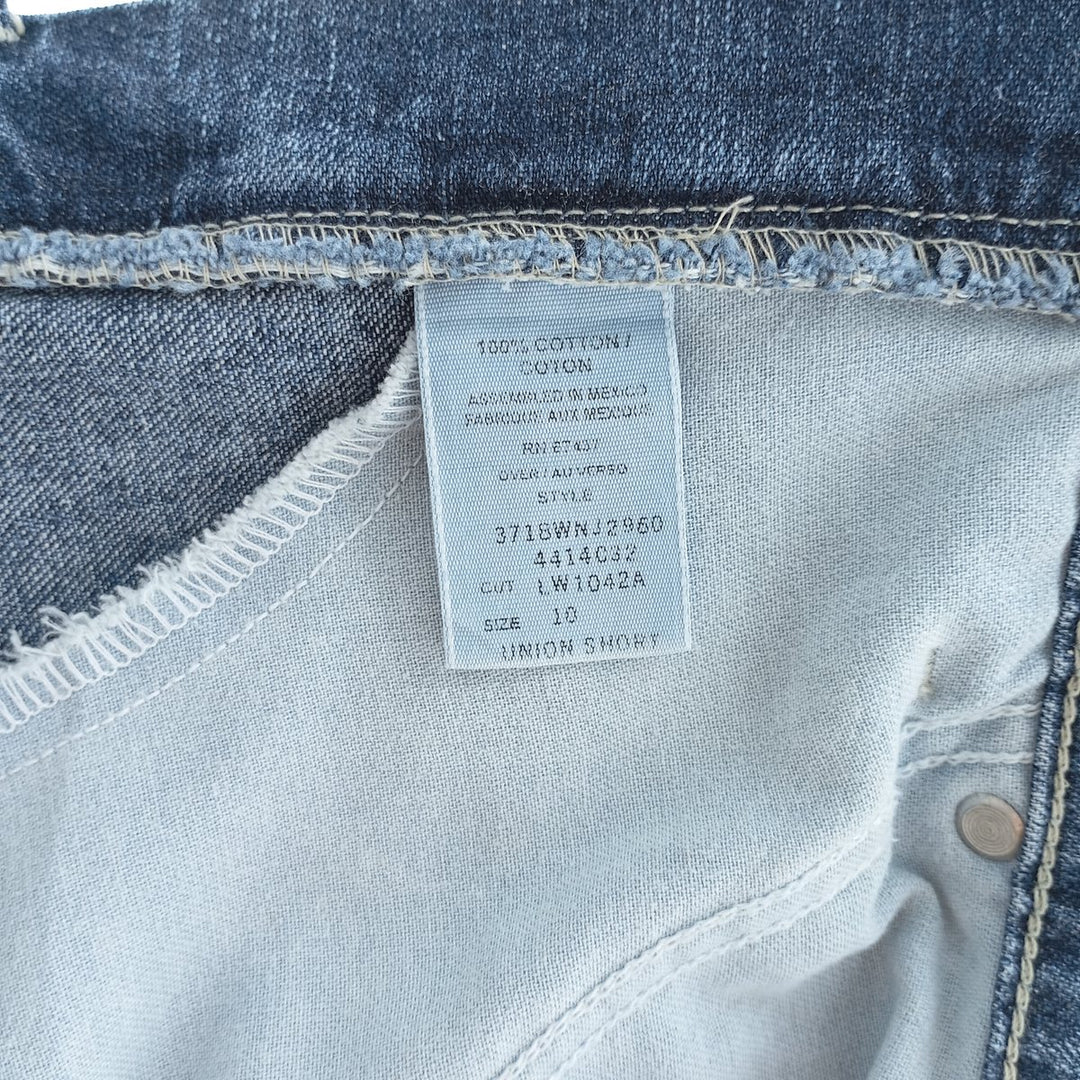 100% COTTON /
COTON
ASSEMBLED IN MEXICO
FABRIQUE AUX MEXIQUE
RN 87437
OVER / AU VERSO
STYLE
3718WNJ2960
4414032
CUT LW1042A
SIZE 10
UNION SHORT